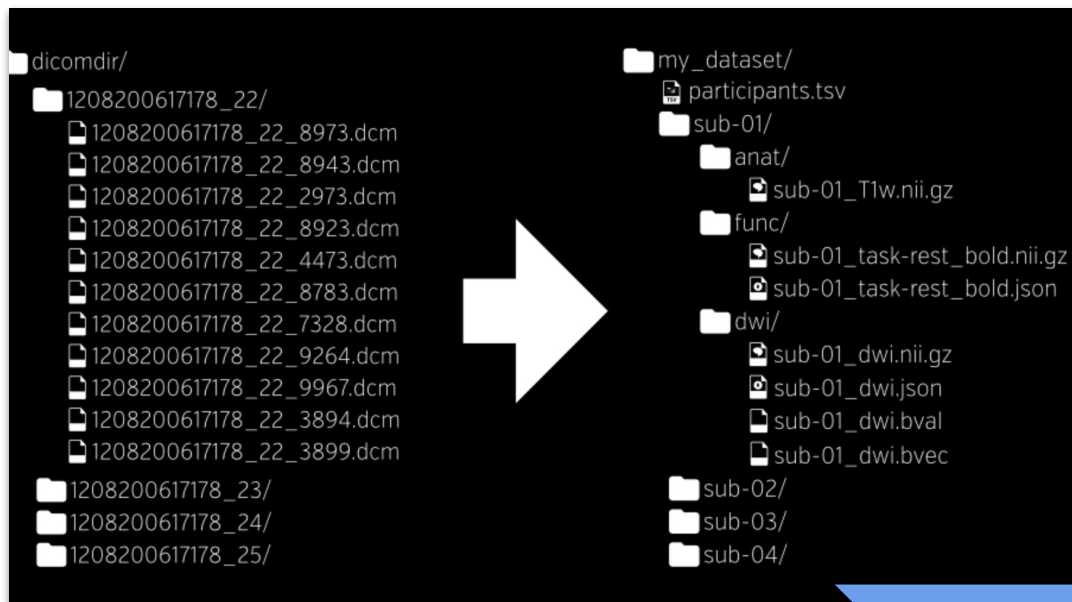 dicomdir/
1208200617178_22/
1208200617178_22_8973.dcm
1208200617178_22_8943.dcm
1208200617178_22_2973.dcm
1208200617178_22_8923.dcm
1208200617178_22_4473.dcm
1208200617178_22_8783.dcm
1208200617178_22_7328.dcm
1208200617178_22_9264.dcm
1208200617178_22_9967.dcm
1208200617178_22_3894.dcm
1208200617178_22_3899.dcm
1208200617178_23/
1208200617178_24/
1208200617178_25/
my_dataset/
participants.tsv
sub-01/
anat/
sub-01_T1w.nii.gz
func/
sub-01_task-rest_bold.nii.gz
sub-01_task-rest_bold.json
dwi/
sub-01_dwi.nii.gz
sub-01_dwi.json
sub-01_dwi.bval
sub-01_dwi.bvec
sub-02/
sub-03/
sub-04/